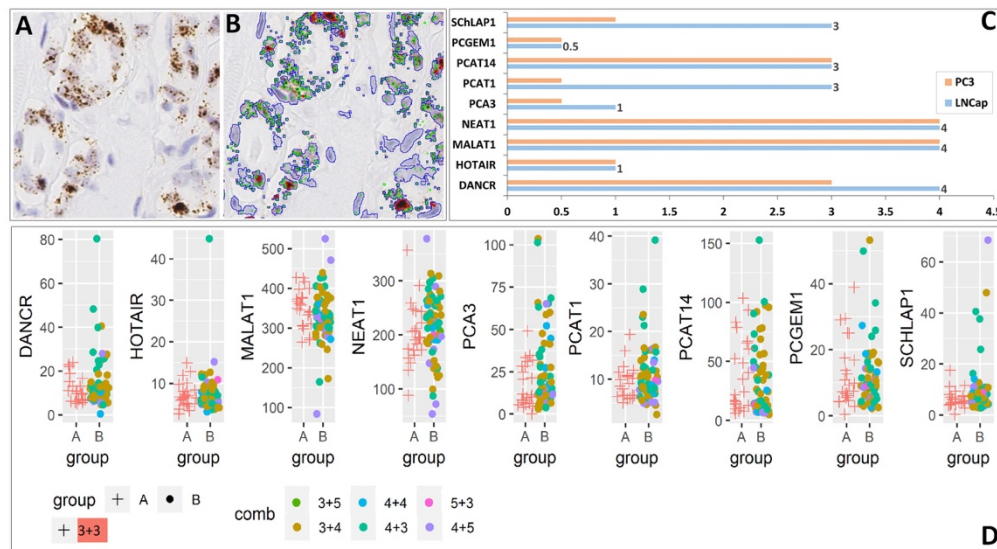 A
B
C
SChLAP1
PCGEM1
PCAT14
PCAT1
PCA3
NEAT1
MALAT1
HOTAIR
DANCR
3
0.5
3
3
1
4
4
1
4
PC3
LNCap
0 0.5 1 1.5 2 2.5 3 3.5 4 4.5
DANCR
80
60
40
20
0
A B
group
HOTAIR
40
30
20
10
0
A B
group
MALAT1
500
400
300
200
100
A B
group
NEAT1
500
400
300
200
100
A B
group
PCA3
100
75
50
25
0
A B
group
PCAT1
40
30
20
10
A B
group
PCAT14
150
100
50
0
A B
group
PCGEM1
40
20
0
A B
group
SCHLAP1
60
40
20
0
A B
group
group A B
3+3
comb
3+5 4+4 5+3
3+4 4+3 4+5
D